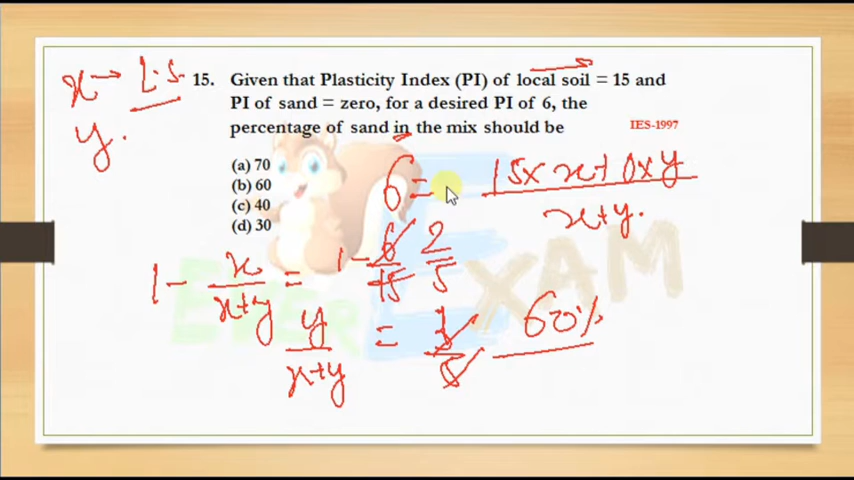 x → L.S.
y.
15. Given that Plasticity Index (PI) of local soil = 15 and
PI of sand = zero, for a desired PI of 6, the
percentage of sand in the mix should be
IES-1997
(a) 70
(b) 60
(c) 40
(d) 30
6 = 15 x x + 0 x y
x + y.
1 - x / x+y = 1 - 6/15 2/5
y / x+y = 3/5 60%
EVER EXAM